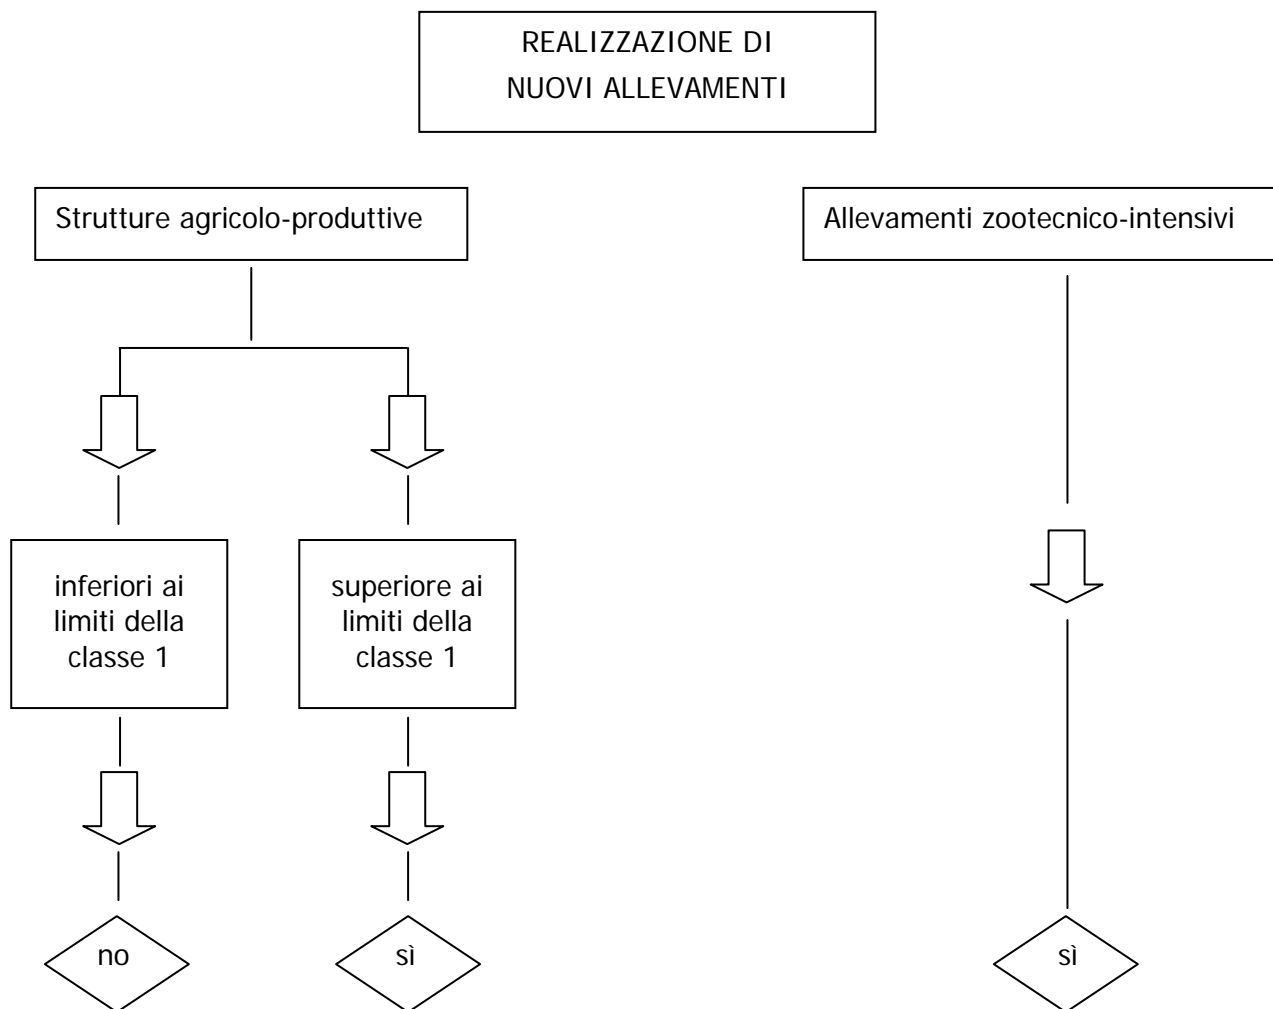 REALIZZAZIONE DI
NUOVI ALLEVAMENTI
Strutture agricolo-produttive
Allevamenti zootecnico-intensivi
inferiori ai
limiti della
classe 1
superiore ai
limiti della
classe 1
no
sì
sì